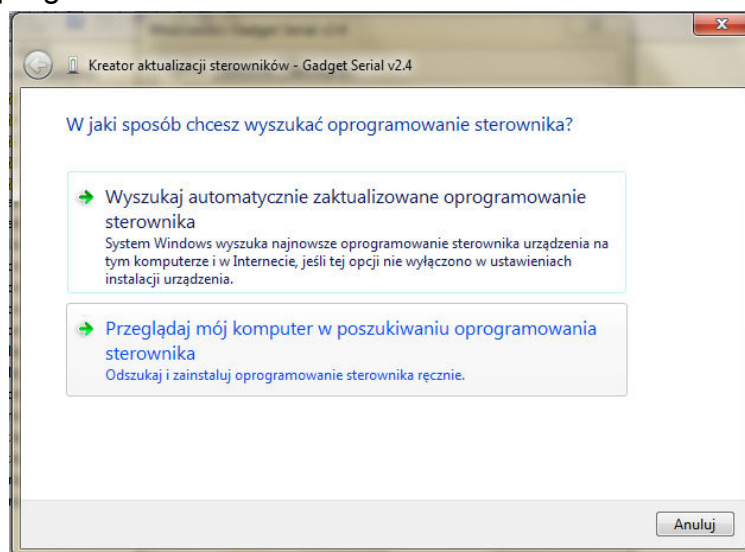 Kreator aktualizacji sterowników - Gadget Serial v2.4
W jaki sposób chcesz wyszukać oprogramowanie sterownika?
Wyszukaj automatycznie zaktualizowane oprogramowanie
sterownika
System Windows wyszuka najnowsze oprogramowanie sterownika urządzenia na
tym komputerze i w Internecie, jeśli tej opcji nie wyłączono w ustawieniach
instalacji urządzenia.
Przeglądaj mój komputer w poszukiwaniu oprogramowania
sterownika
Odszukaj i zainstaluj oprogramowanie sterownika ręcznie.
Anuluj